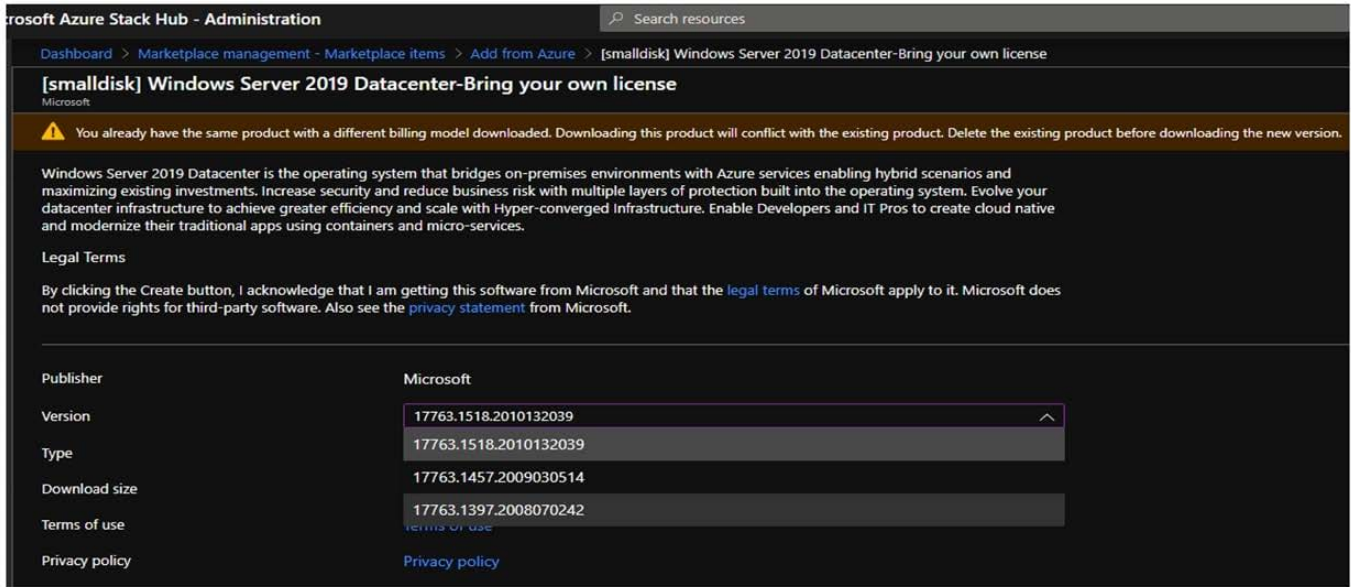 crosoft Azure Stack Hub - Administration
Search resources
Dashboard > Marketplace management - Marketplace items > Add from Azure > [smalldisk] Windows Server 2019 Datacenter-Bring your own license
[smalldisk] Windows Server 2019 Datacenter-Bring your own license
Microsoft
You already have the same product with a different billing model downloaded. Downloading this product will conflict with the existing product. Delete the existing product before downloading the new version.
Windows Server 2019 Datacenter is the operating system that bridges on-premises environments with Azure services enabling hybrid scenarios and
maximizing existing investments. Increase security and reduce business risk with multiple layers of protection built into the operating system. Evolve your
datacenter infrastructure to achieve greater efficiency and scale with Hyper-converged Infrastructure. Enable Developers and IT Pros to create cloud native
and modernize their traditional apps using containers and micro-services.
Legal Terms
By clicking the Create button, I acknowledge that I am getting this software from Microsoft and that the legal terms of Microsoft apply to it. Microsoft does
not provide rights for third-party software. Also see the privacy statement from Microsoft.
Publisher Microsoft
Version 17763.1518.2010132039
17763.1518.2010132039
Type
17763.1457.2009030514
Download size
17763.1397.2008070242
Terms of use Terms of use
Privacy policy Privacy policy